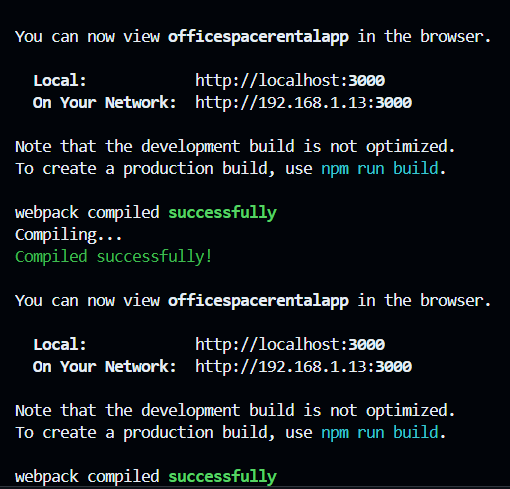 You can now view officespacerentalapp in the browser.
Local: http://localhost:3000
On Your Network: http://192.168.1.13:3000
Note that the development build is not optimized.
To create a production build, use npm run build.
webpack compiled successfully
Compiling...
Compiled successfully!
You can now view officespacerentalapp in the browser.
Local: http://localhost:3000
On Your Network: http://192.168.1.13:3000
Note that the development build is not optimized.
To create a production build, use npm run build.
webpack compiled successfully